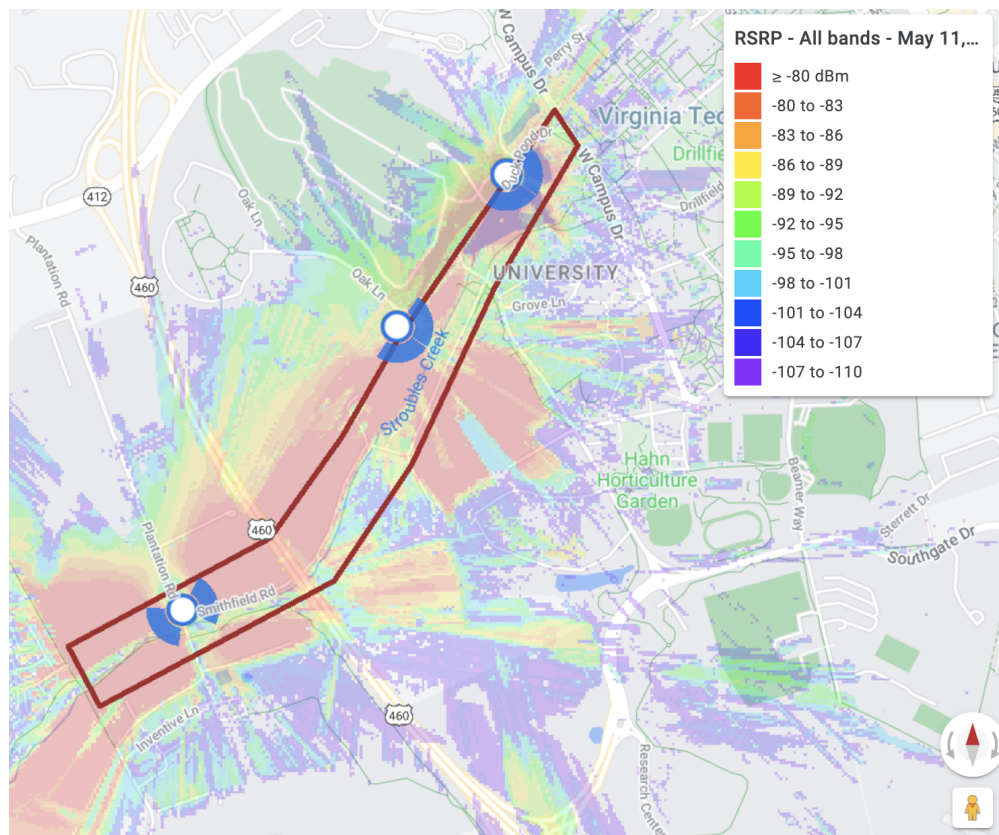 RSRP - All bands - May 11,...
≥ -80 dBm
-80 to -83
-83 to -86
-86 to -89
-89 to -92
-92 to -95
-95 to -98
-98 to -101
-101 to -104
-104 to -107
-107 to -110
W Campus Dr
Perry St
Virginia Tec
Duck Pond Dr
Drillfie
W Campus Dr
Drillfield
412
Oak Ln
Plantation Rd
460
UNIVERSITY
Oak Ln
Grove Ln
Stroubles Creek
Hahn
Horticulture
Garden
Beamer Way
Sterrett Dr
Southgate Dr
460
Plantation Rd
Smithfield Rd
Inventive Ln
460
Research Cente